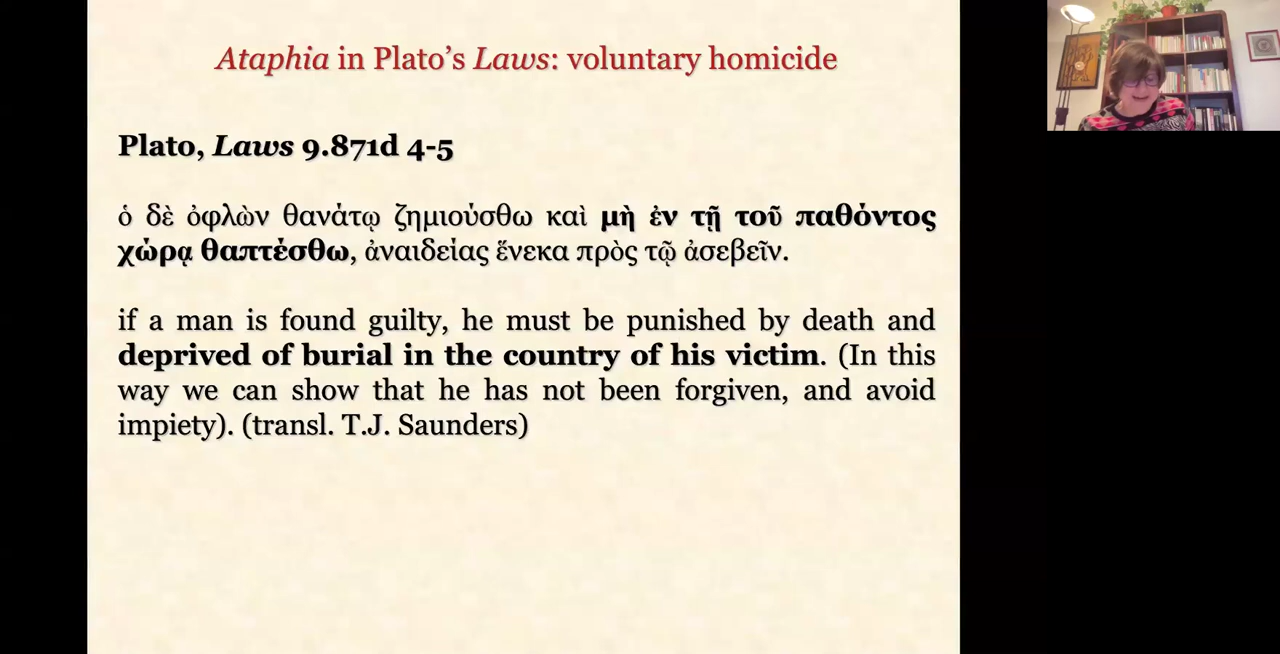 Ataphia in Plato’s Laws: voluntary homicide
Plato, Laws 9.871d 4-5
ὁ δὲ ὀφλὼν θανάτῳ ζημιούσθω καὶ μὴ ἐν τῇ τοῦ παθόντος
χώρᾳ θαπτέσθω, ἀναιδείας ἕνεκα πρὸς τῷ ἀσεβεῖν.
if a man is found guilty, he must be punished by death and
deprived of burial in the country of his victim. (In this
way we can show that he has not been forgiven, and avoid
impiety). (transl. T.J. Saunders)